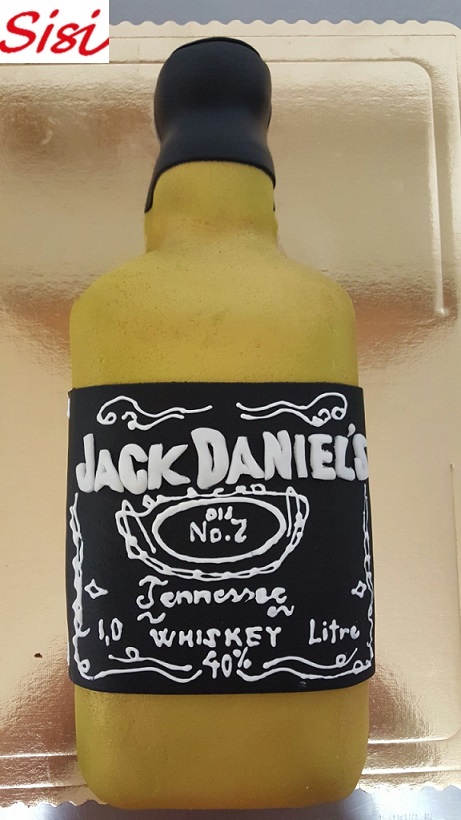 Sisi
JACK DANIEL'S
Old
No.7
Tennessee
1,0 WHISKEY Litre
40%